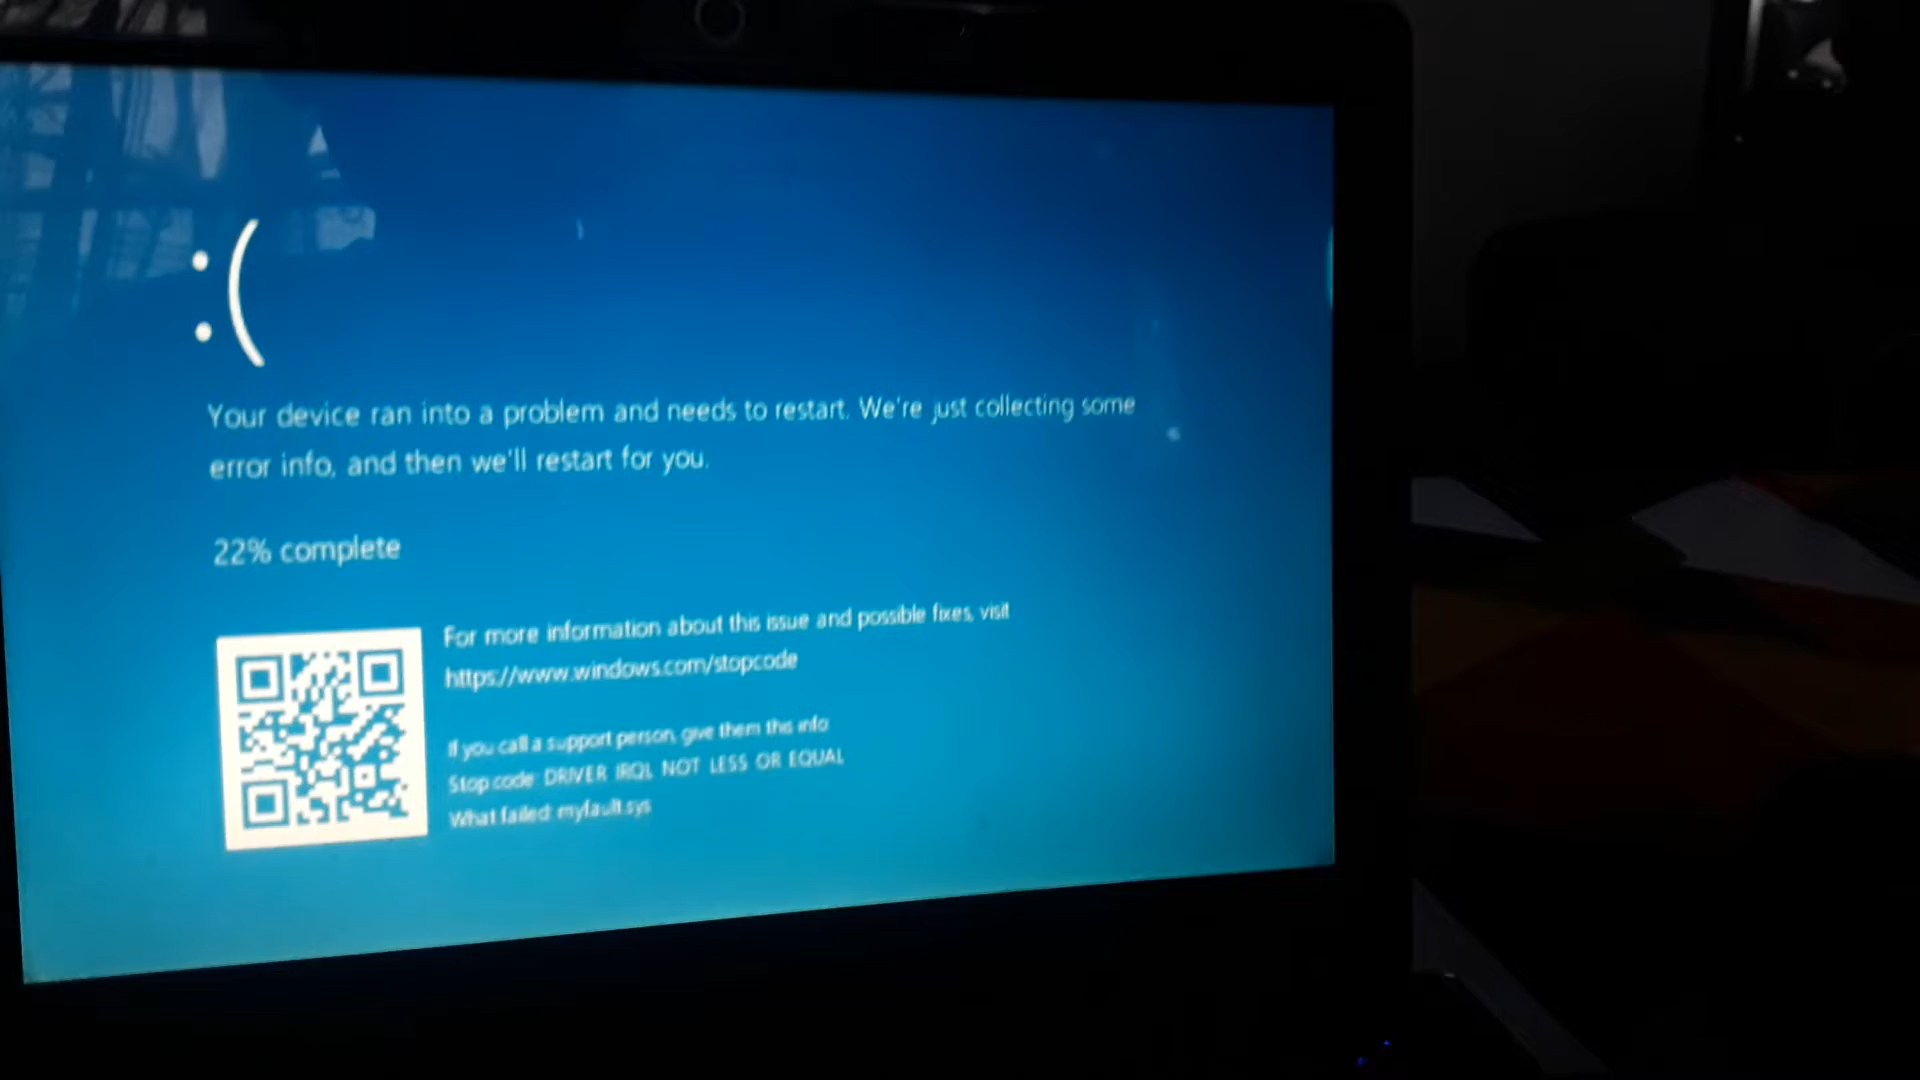 :(
Your device ran into a problem and needs to restart. We're just collecting some
error info, and then we'll restart for you.
22% complete
For more information about this issue and possible fixes, visit
https://www.windows.com/stopcode
If you call a support person, give them this info:
Stop code: DRIVER IRQL NOT LESS OR EQUAL
What failed: myfault.sys